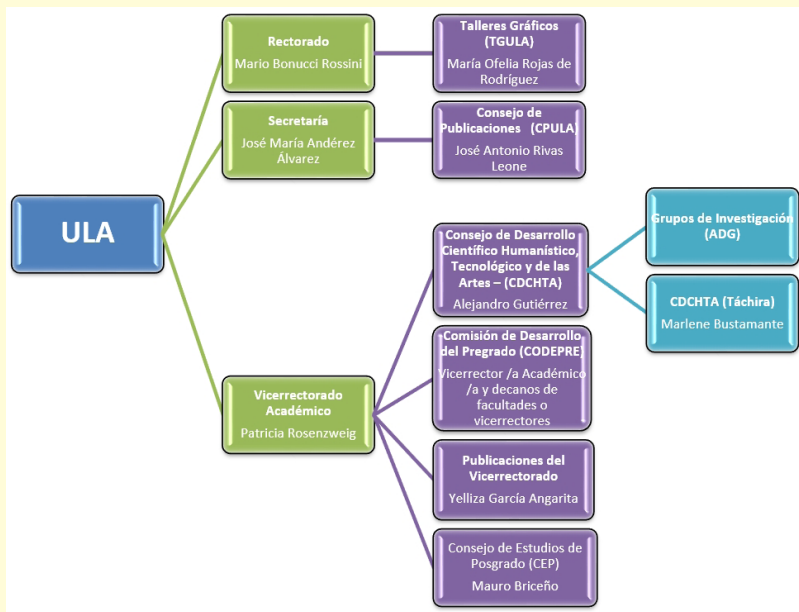 ULA
Rectorado
Mario Bonucci Rossini
Secretaría
José María Andérez
Álvarez
Vicerrectorado
Académico
Patricia Rosenzweig
Talleres Gráficos
(TGULA)
María Ofelia Rojas de
Rodríguez
Consejo de
Publicaciones (CPULA)
José Antonio Rivas
Leone
Consejo de Desarrollo
Científico Humanístico,
Tecnológico y de las
Artes – (CDCHTA)
Alejandro Gutiérrez
Comisión de Desarrollo
del Pregrado (CODEPRE)
Vicerrector /a Académico
/a y decanos de
facultades o
vicerrectores
Publicaciones del
Vicerrectorado
Yelliza García Angarita
Consejo de Estudios de
Posgrado (CEP)
Mauro Briceño
Grupos de Investigación
(ADG)
CDCHTA (Táchira)
Marlene Bustamante